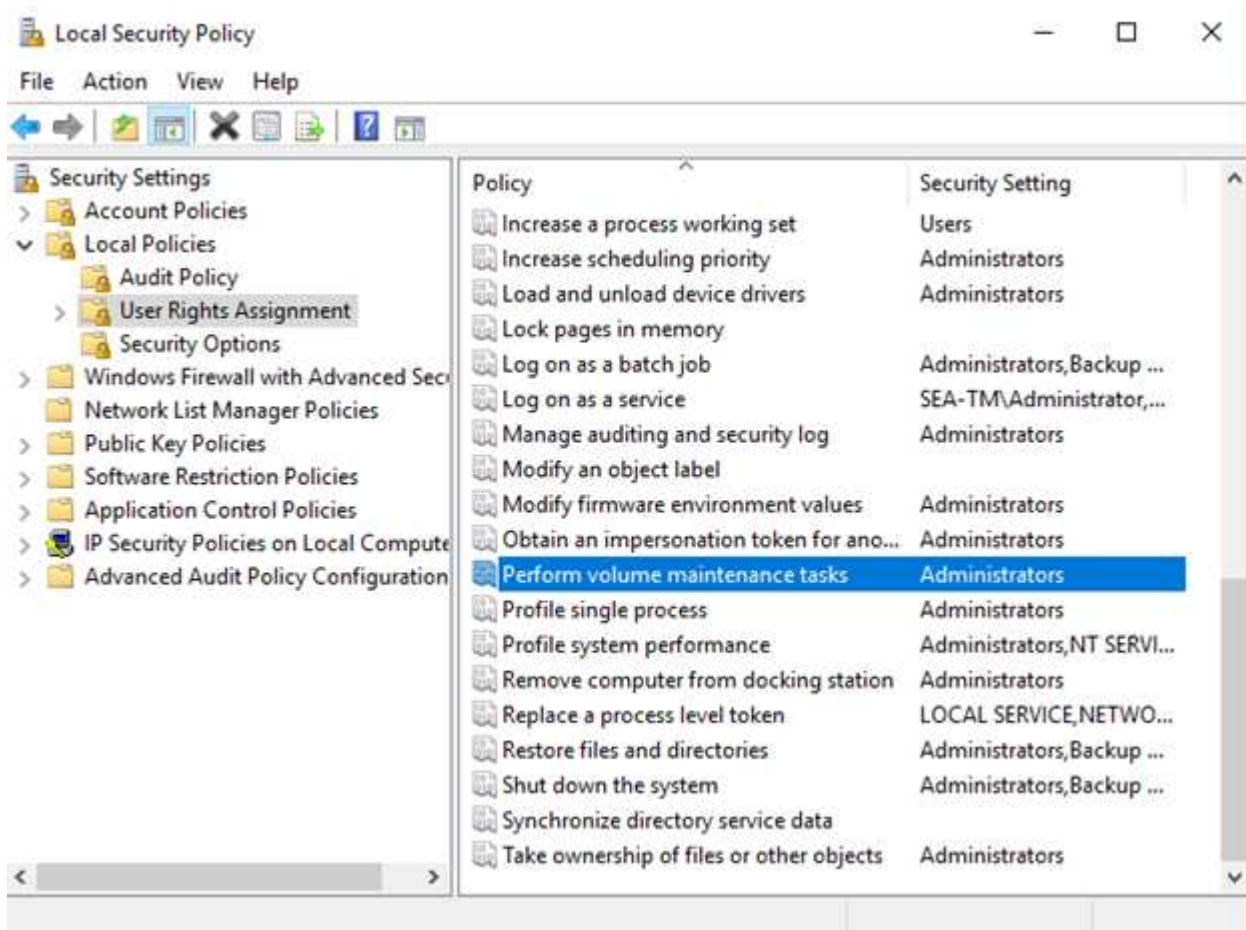 Local Security Policy
File Action View Help
Security Settings
Account Policies
Local Policies
Audit Policy
User Rights Assignment
Security Options
Windows Firewall with Advanced Secu
Network List Manager Policies
Public Key Policies
Software Restriction Policies
Application Control Policies
IP Security Policies on Local Compute
Advanced Audit Policy Configuration
Policy Security Setting
Increase a process working set Users
Increase scheduling priority Administrators
Load and unload device drivers Administrators
Lock pages in memory
Log on as a batch job Administrators,Backup ...
Log on as a service SEA-TM\Administrator,...
Manage auditing and security log Administrators
Modify an object label
Modify firmware environment values Administrators
Obtain an impersonation token for ano... Administrators
Perform volume maintenance tasks Administrators
Profile single process Administrators
Profile system performance Administrators,NT SERVI...
Remove computer from docking station Administrators
Replace a process level token LOCAL SERVICE,NETWO...
Restore files and directories Administrators,Backup ...
Shut down the system Administrators,Backup ...
Synchronize directory service data
Take ownership of files or other objects Administrators